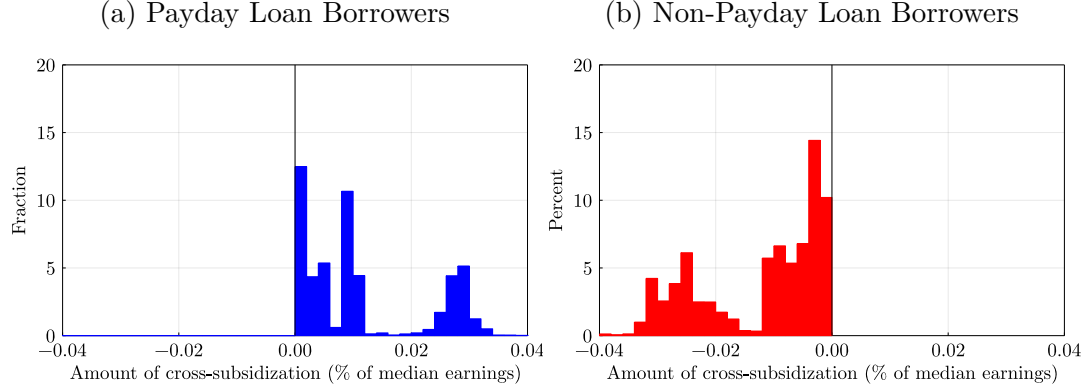 (a) Payday Loan Borrowers
20
15
10
5
0
Fraction
−0.04 −0.02 0.00 0.02 0.04
Amount of cross-subsidization (% of median earnings)
(b) Non-Payday Loan Borrowers
20
15
10
5
0
Percent
−0.04 −0.02 0.00 0.02 0.04
Amount of cross-subsidization (% of median earnings)